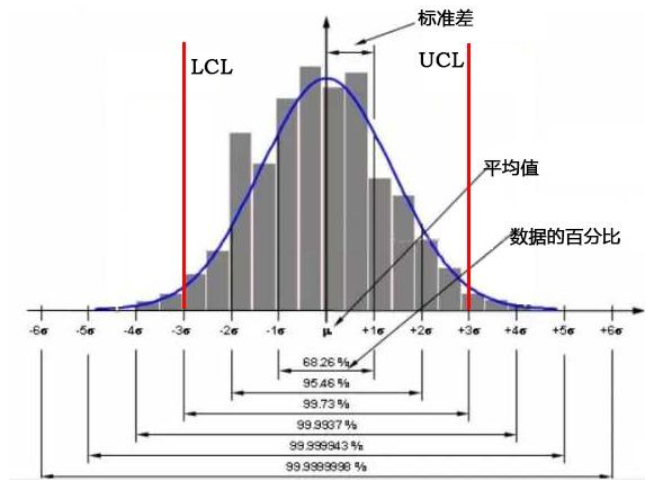 标准差
LCL
UCL
平均值
数据的百分比
-6σ -5σ -4σ -3σ -2σ -1σ μ +1σ +2σ +3σ +4σ +5σ +6σ
68.26 %
95.46 %
99.73 %
99.9937 %
99.999943 %
99.9999998 %